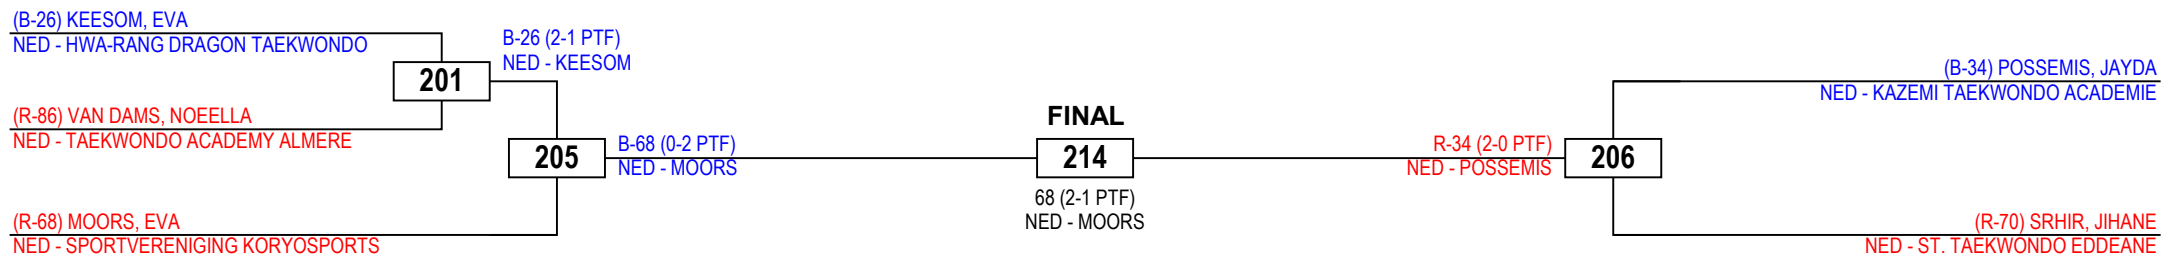 (B-26) KEESOM, EVA
NED - HWA-RANG DRAGON TAEKWONDO
201
(R-86) VAN DAMS, NOEELLA
NED - TAEKWONDO ACADEMY ALMERE
B-26 (2-1 PTF)
NED - KEESOM
205
(R-68) MOORS, EVA
NED - SPORTVERENIGING KORYOSPORTS
B-68 (0-2 PTF)
NED - MOORS
FINAL
214
68 (2-1 PTF)
NED - MOORS
R-34 (2-0 PTF)
NED - POSSEMIS
206
(B-34) POSSEMIS, JAYDA
NED - KAZEMI TAEKWONDO ACADEMIE
(R-70) SRHIR, JIHANE
NED - ST. TAEKWONDO EDDEANE